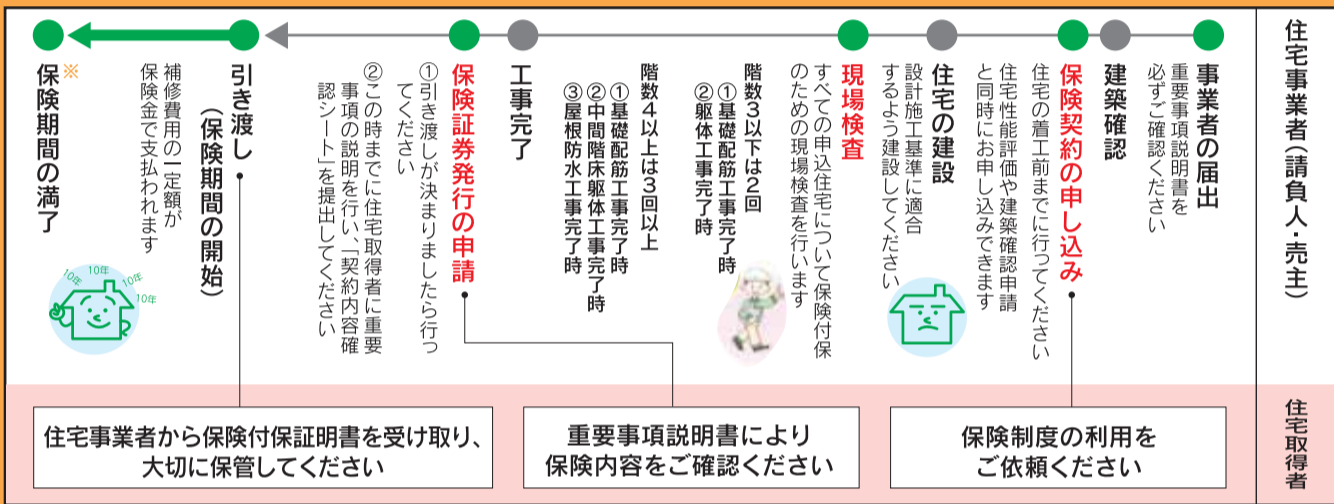 住宅事業者（請負人・売主）
事業者の届出
重要事項説明書を
必ずご確認ください
建築確認
保険契約の申し込み
住宅の着工前までに行ってください
住宅性能評価や建築確認申請
と同時にお申し込みできます
住宅の建設
設計施工基準に適合
するよう建設してください
現場検査
すべての申込住宅について保険付保
のための現場検査を行います
階数３以下は２回
①基礎配筋工事完了時
②躯体工事完了時
階数４以上は３回以上
①基礎配筋工事完了時
②中間階床躯体工事完了時
③屋根防水工事完了時
工事完了
保険証券発行の申請
①引き渡しが決まりましたら行っ
てください
②この時までに住宅取得者に重要
事項の説明を行い、「契約内容確
認シート」を提出してください
引き渡し
（保険期間の開始）
補修費用の一定額が
保険金で支払われます
※
保険期間の満了
10年
10年
10年
10年
住宅取得者
保険制度の利用を
ご依頼ください
重要事項説明書により
保険内容をご確認ください
住宅事業者から保険付保証明書を受け取り、
大切に保管してください